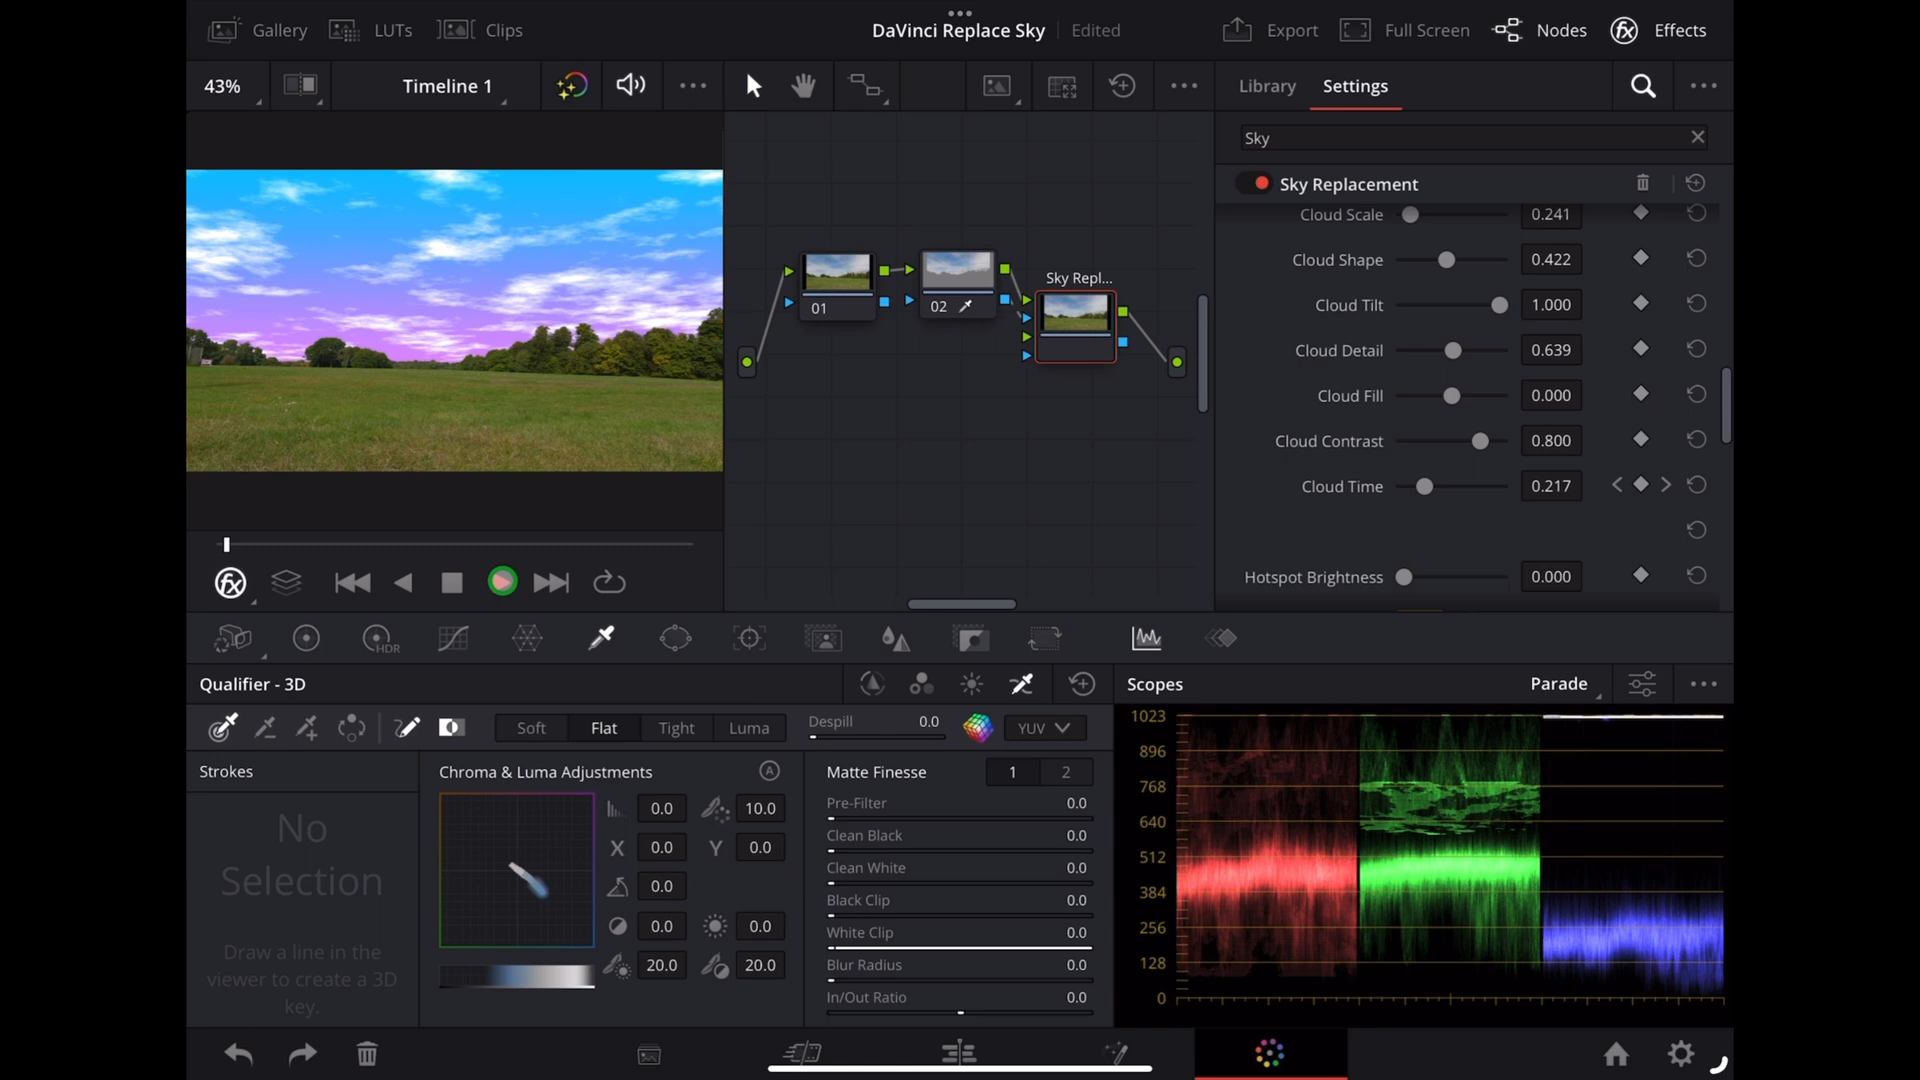 Gallery LUTs Clips DaVinci Replace Sky Edited Export Full Screen Nodes Effects
43% Timeline 1 Library Settings
Sky
Sky Replacement
Cloud Scale 0.241
Cloud Shape 0.422
Cloud Tilt 1.000
Cloud Detail 0.639
Cloud Fill 0.000
Cloud Contrast 0.800
Cloud Time 0.217
Hotspot Brightness 0.000
Sky Repl...
01
02
HDR
Qualifier - 3D
Soft Flat Tight Luma Despill 0.0 YUV
Strokes
No
Selection
Draw a line in the
viewer to create a 3D
key.
Chroma & Luma Adjustments A
0.0 10.0
X 0.0 Y 0.0
0.0
0.0 0.0
20.0 20.0
Matte Finesse 1 2
Pre-Filter 0.0
Clean Black 0.0
Clean White 0.0
Black Clip 0.0
White Clip 0.0
Blur Radius 0.0
In/Out Ratio 0.0
Scopes Parade
1023
896
768
640
512
384
256
128
0